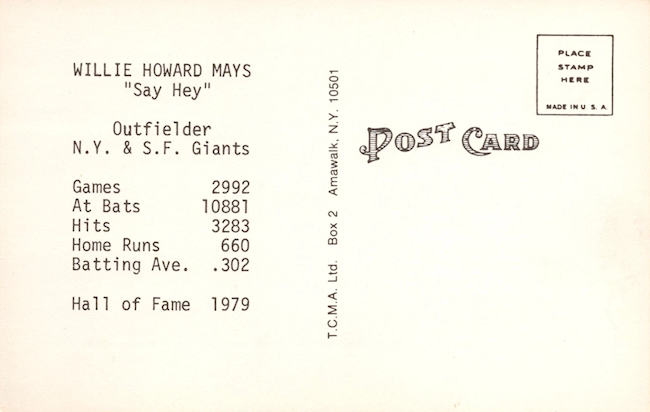 WILLIE HOWARD MAYS
"Say Hey"
Outfielder
N.Y. & S.F. Giants
Games 2992
At Bats 10881
Hits 3283
Home Runs 660
Batting Ave. .302
Hall of Fame 1979
T.C.M.A. Ltd. Box 2 Amawalk, N.Y. 10501
POST CARD
PLACE
STAMP
HERE
MADE IN U S. A.